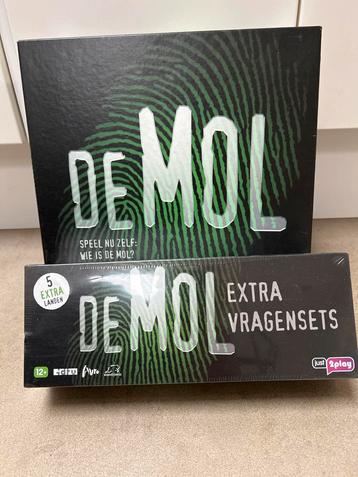 DE MOL
SPEEL NU ZELF:
WIE IS DE MOL?
5
EXTRA
LANDEN
DE MOL
EXTRA
VRAGENSETS
12+
just
2play